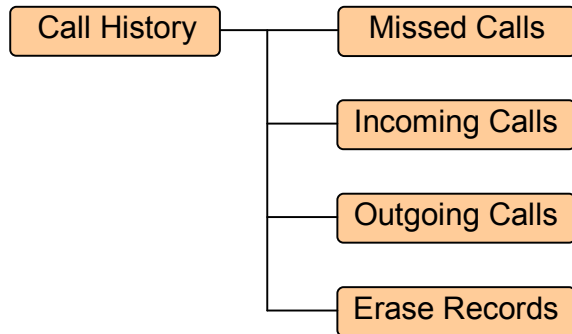 Call History
Missed Calls
Incoming Calls
Outgoing Calls
Erase Records